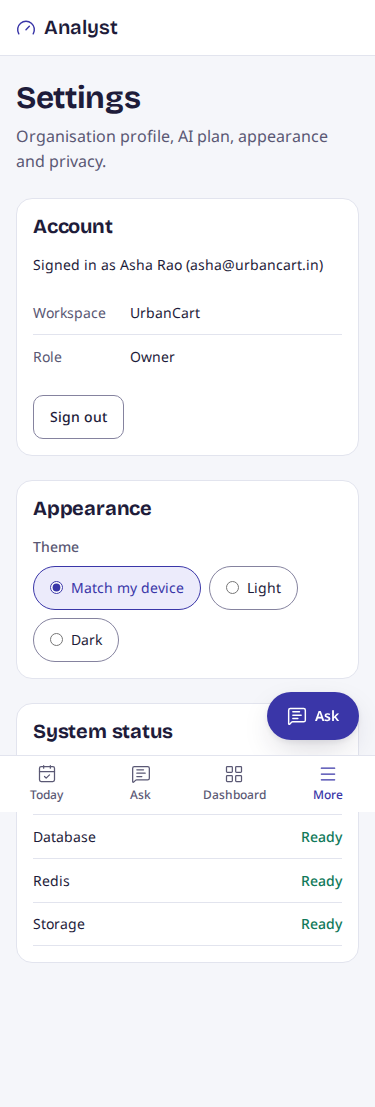 Analyst
Settings
Organisation profile, AI plan, appearance
and privacy.
Account
Signed in as Asha Rao (asha@urbancart.in)
Workspace UrbanCart
Role Owner
Sign out
Appearance
Theme
Match my device Light
Dark
Ask
System status
Today Ask Dashboard More
Database Ready
Redis Ready
Storage Ready